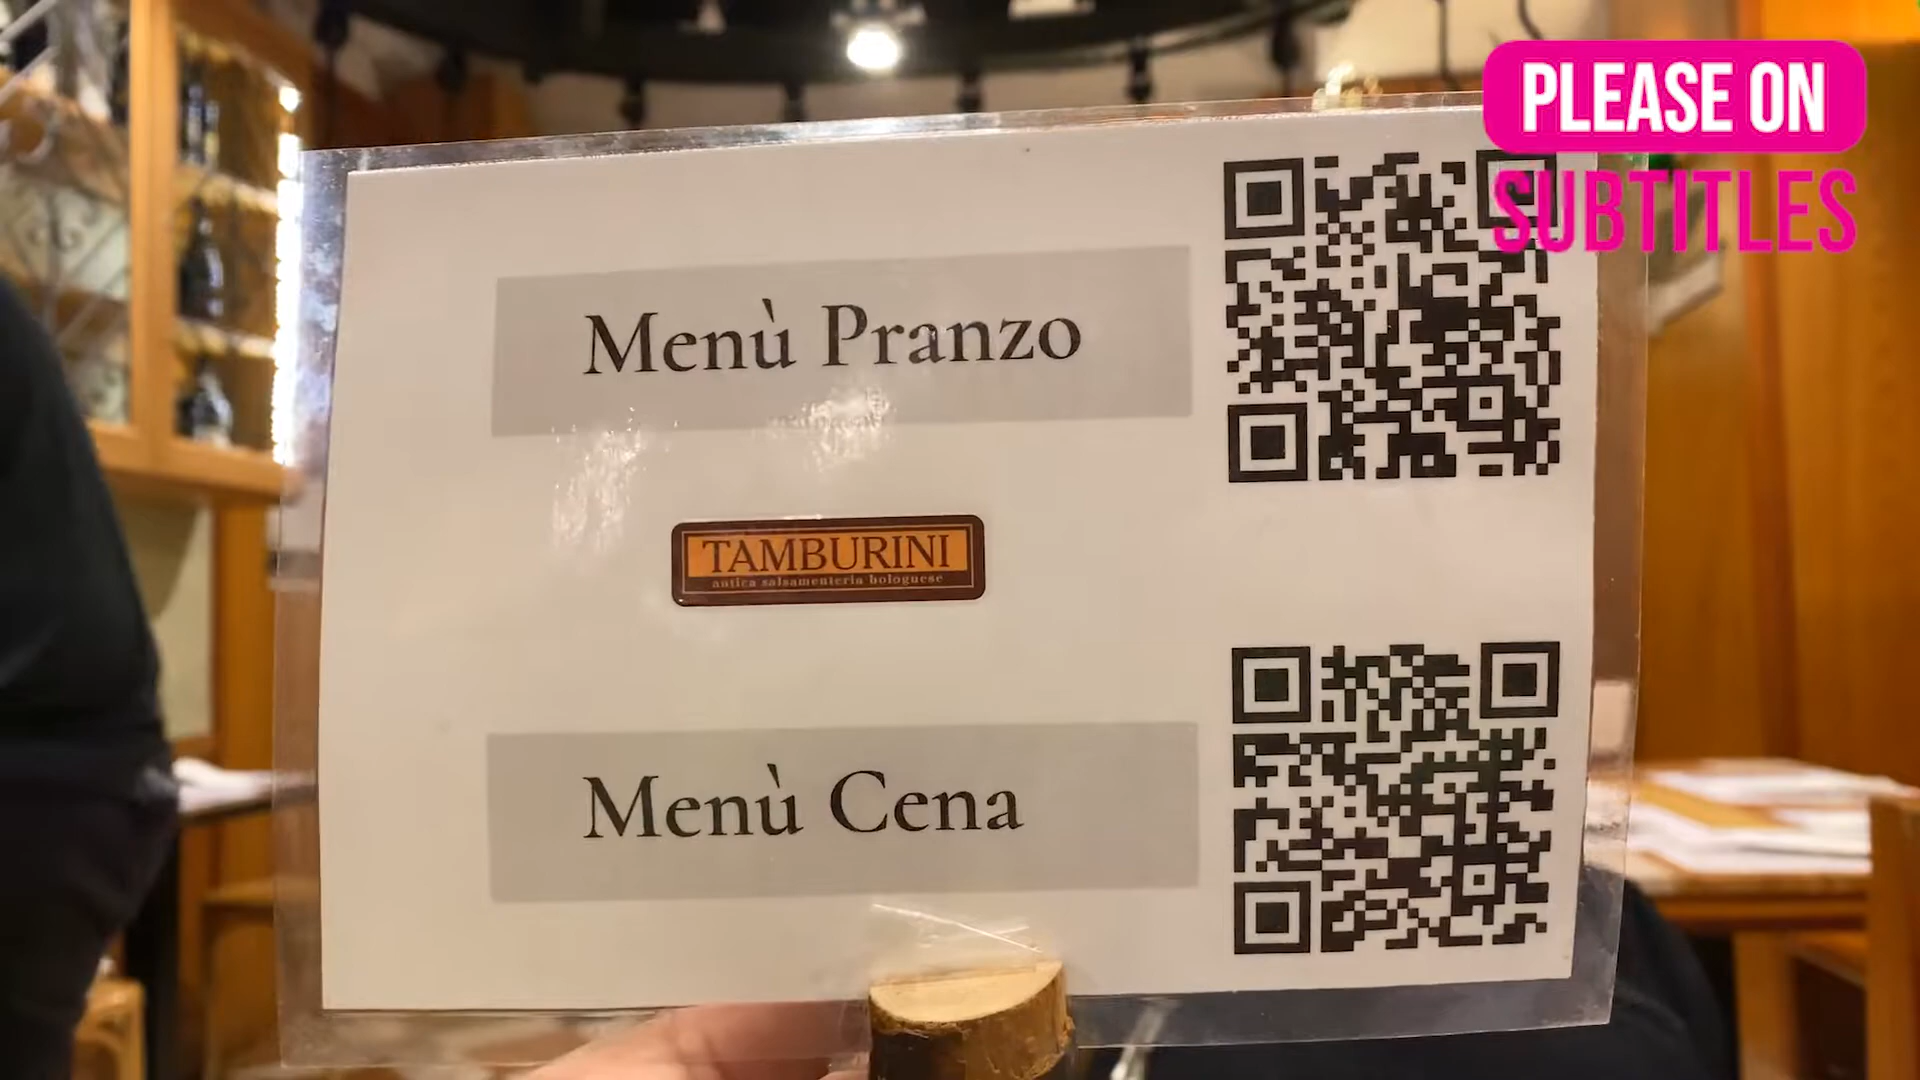 PLEASE ON
SUBTITLES
Menù Pranzo
TAMBURINI
antica salsamenteria bolognese
Menù Cena